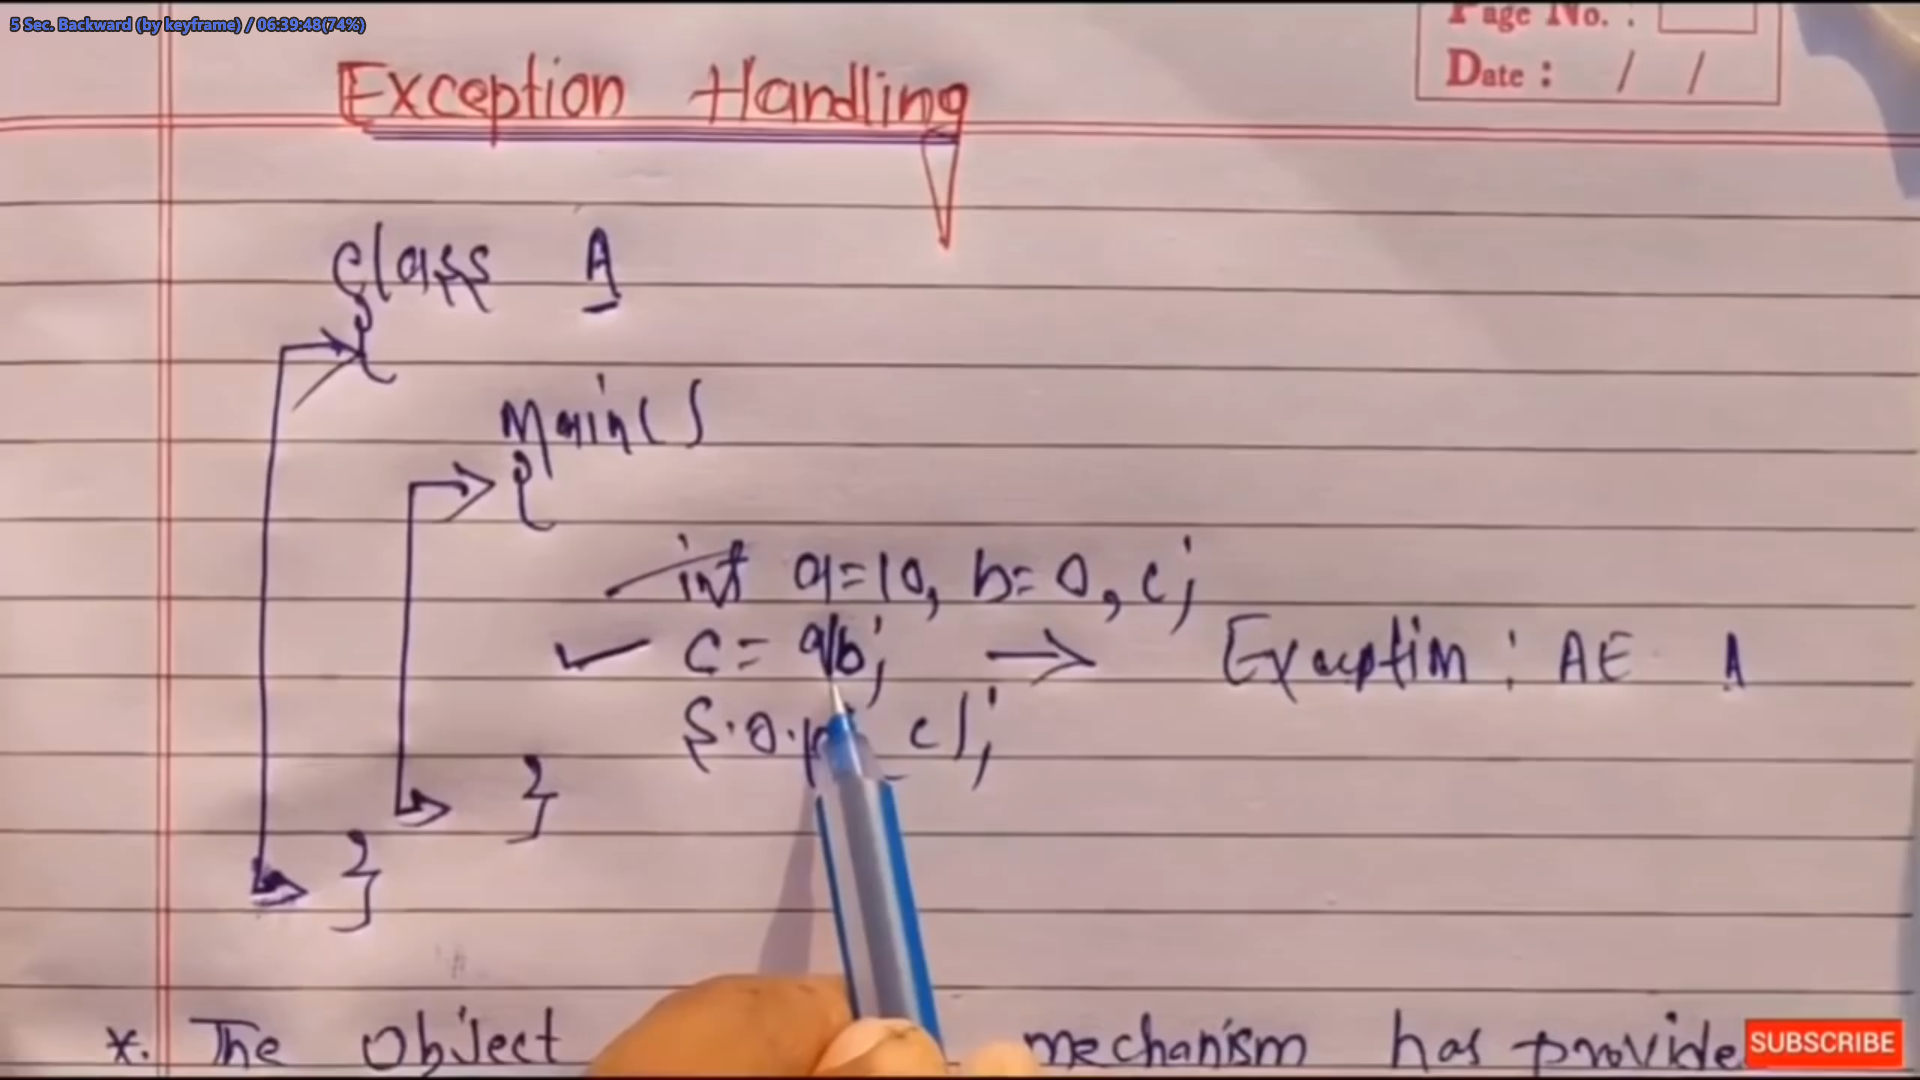 5 Sec. Backward (by keyframe) / 06:39:48(74%)
Page No. :
Date : / /
Exception Handling
class A
{
Main()
{
int a=10, b=0, c;
c = a/b; → Exception : AE A
S.o.p( c);
}
}
*. The Object mechanism has provide
SUBSCRIBE